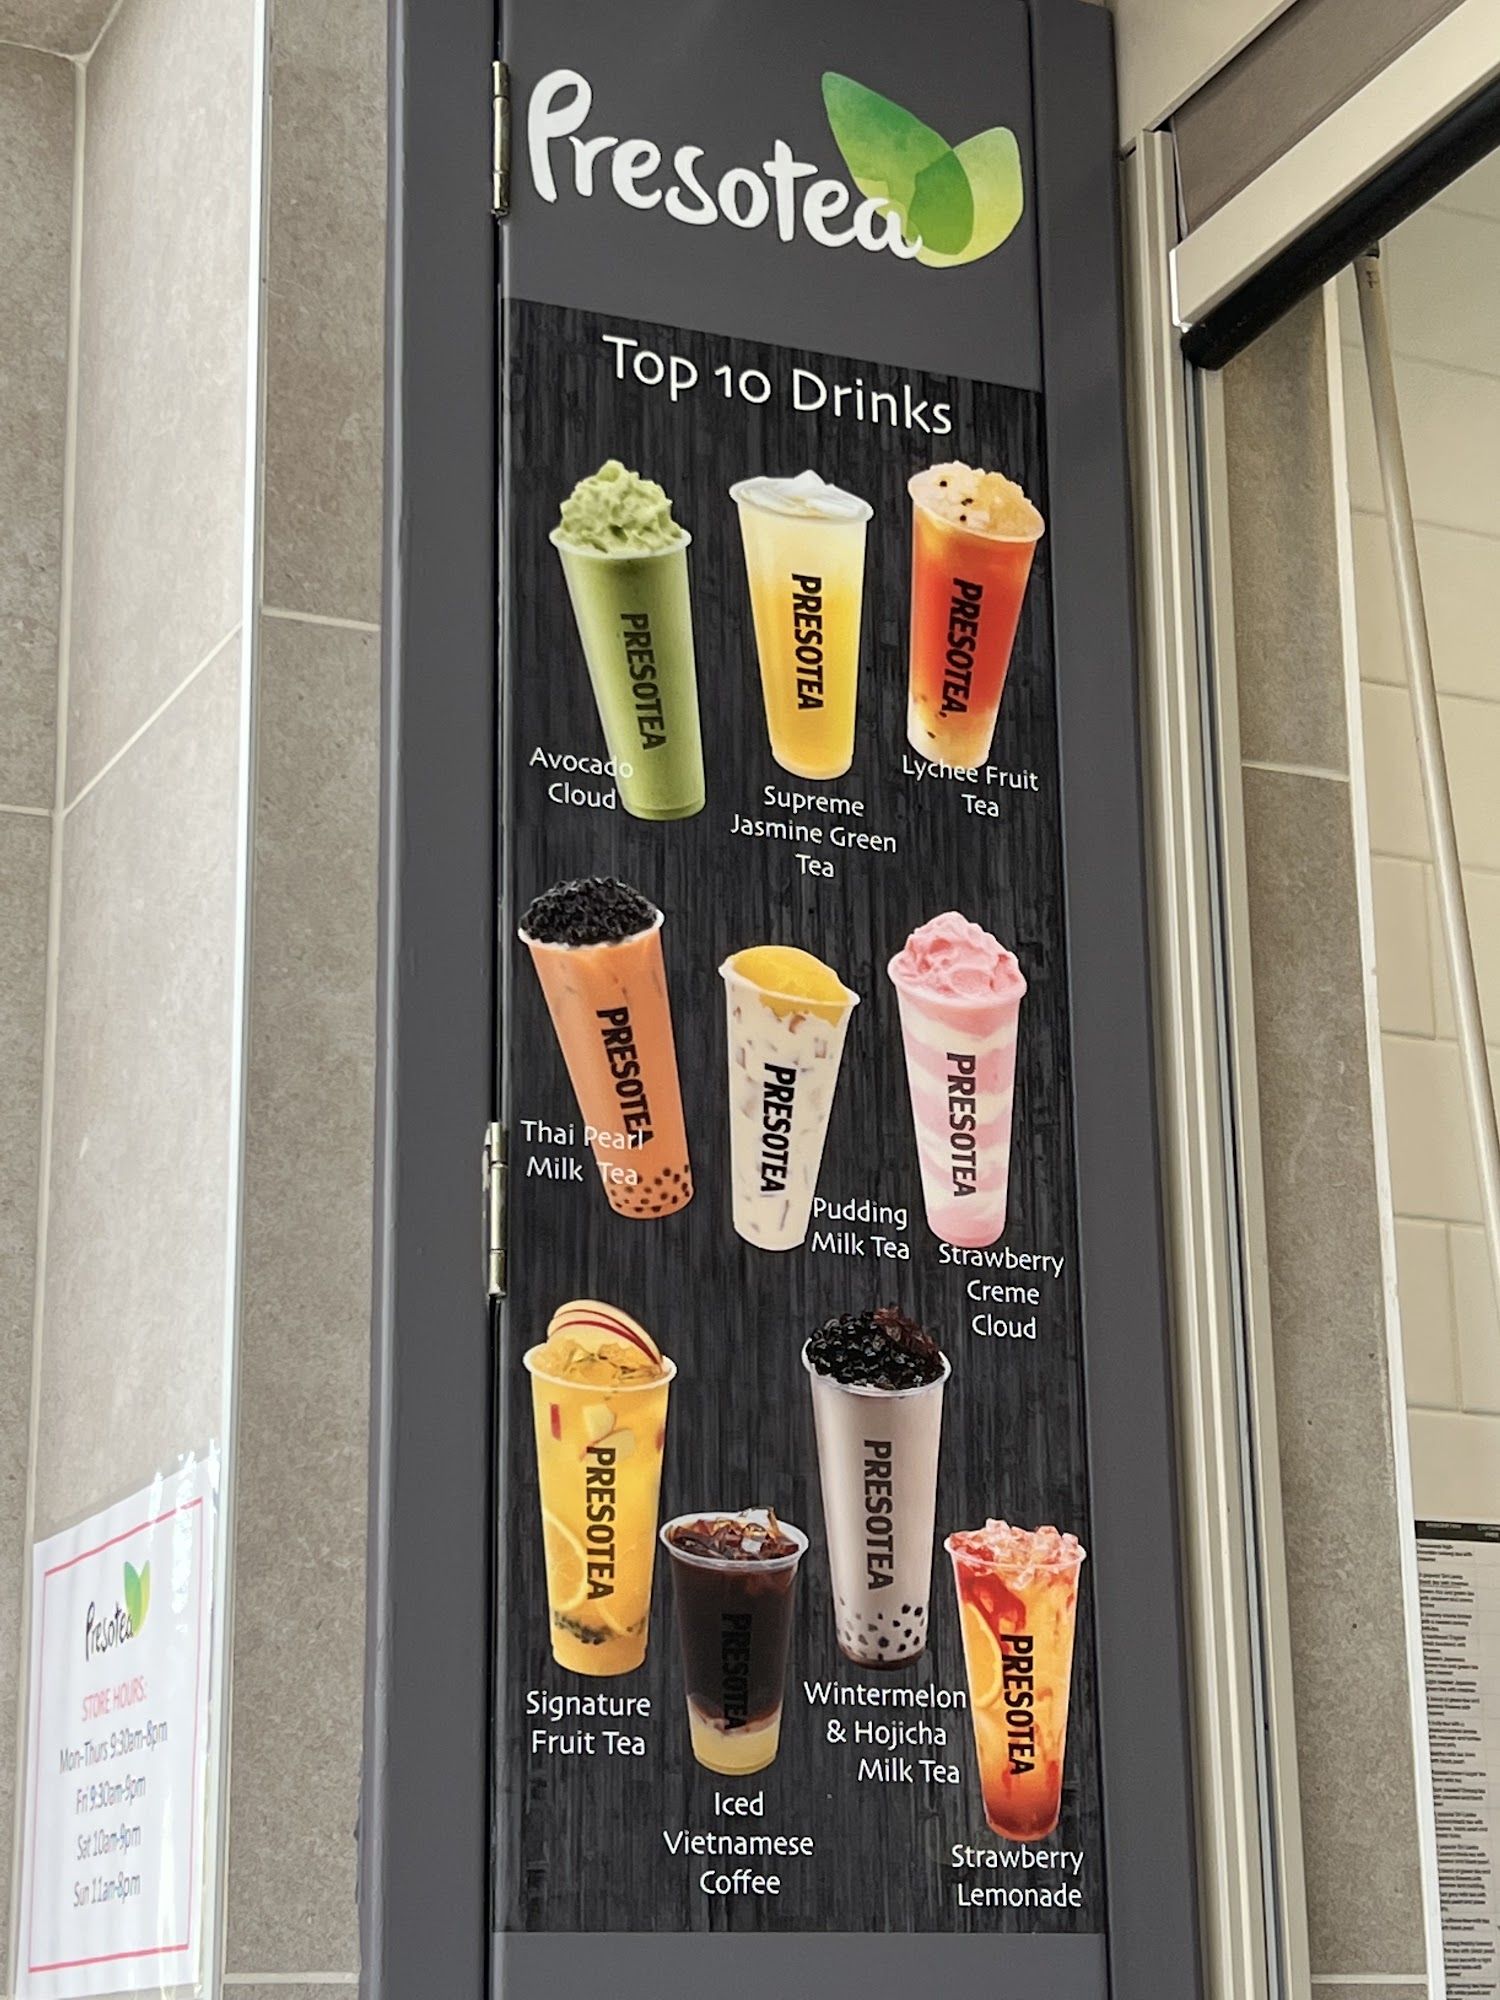 Presotea
Top 10 Drinks
PRESOTEA
PRESOTEA
PRESOTEA
Avocado
Cloud
Supreme
Jasmine Green
Tea
Lychee Fruit
Tea
PRESOTEA
PRESOTEA
PRESOTEA
Thai Pearl
Milk Tea
Pudding
Milk Tea
Strawberry
Creme
Cloud
PRESOTEA
PRESOTEA
PRESOTEA
PRESOTEA
Signature
Fruit Tea
Iced
Vietnamese
Coffee
Wintermelon
& Hojicha
Milk Tea
Strawberry
Lemonade
Presotea
STORE HOURS:
Mon-Thurs 9:30am-8pm
Fri 9:30am-9pm
Sat 10am-9pm
Sun 11am-8pm